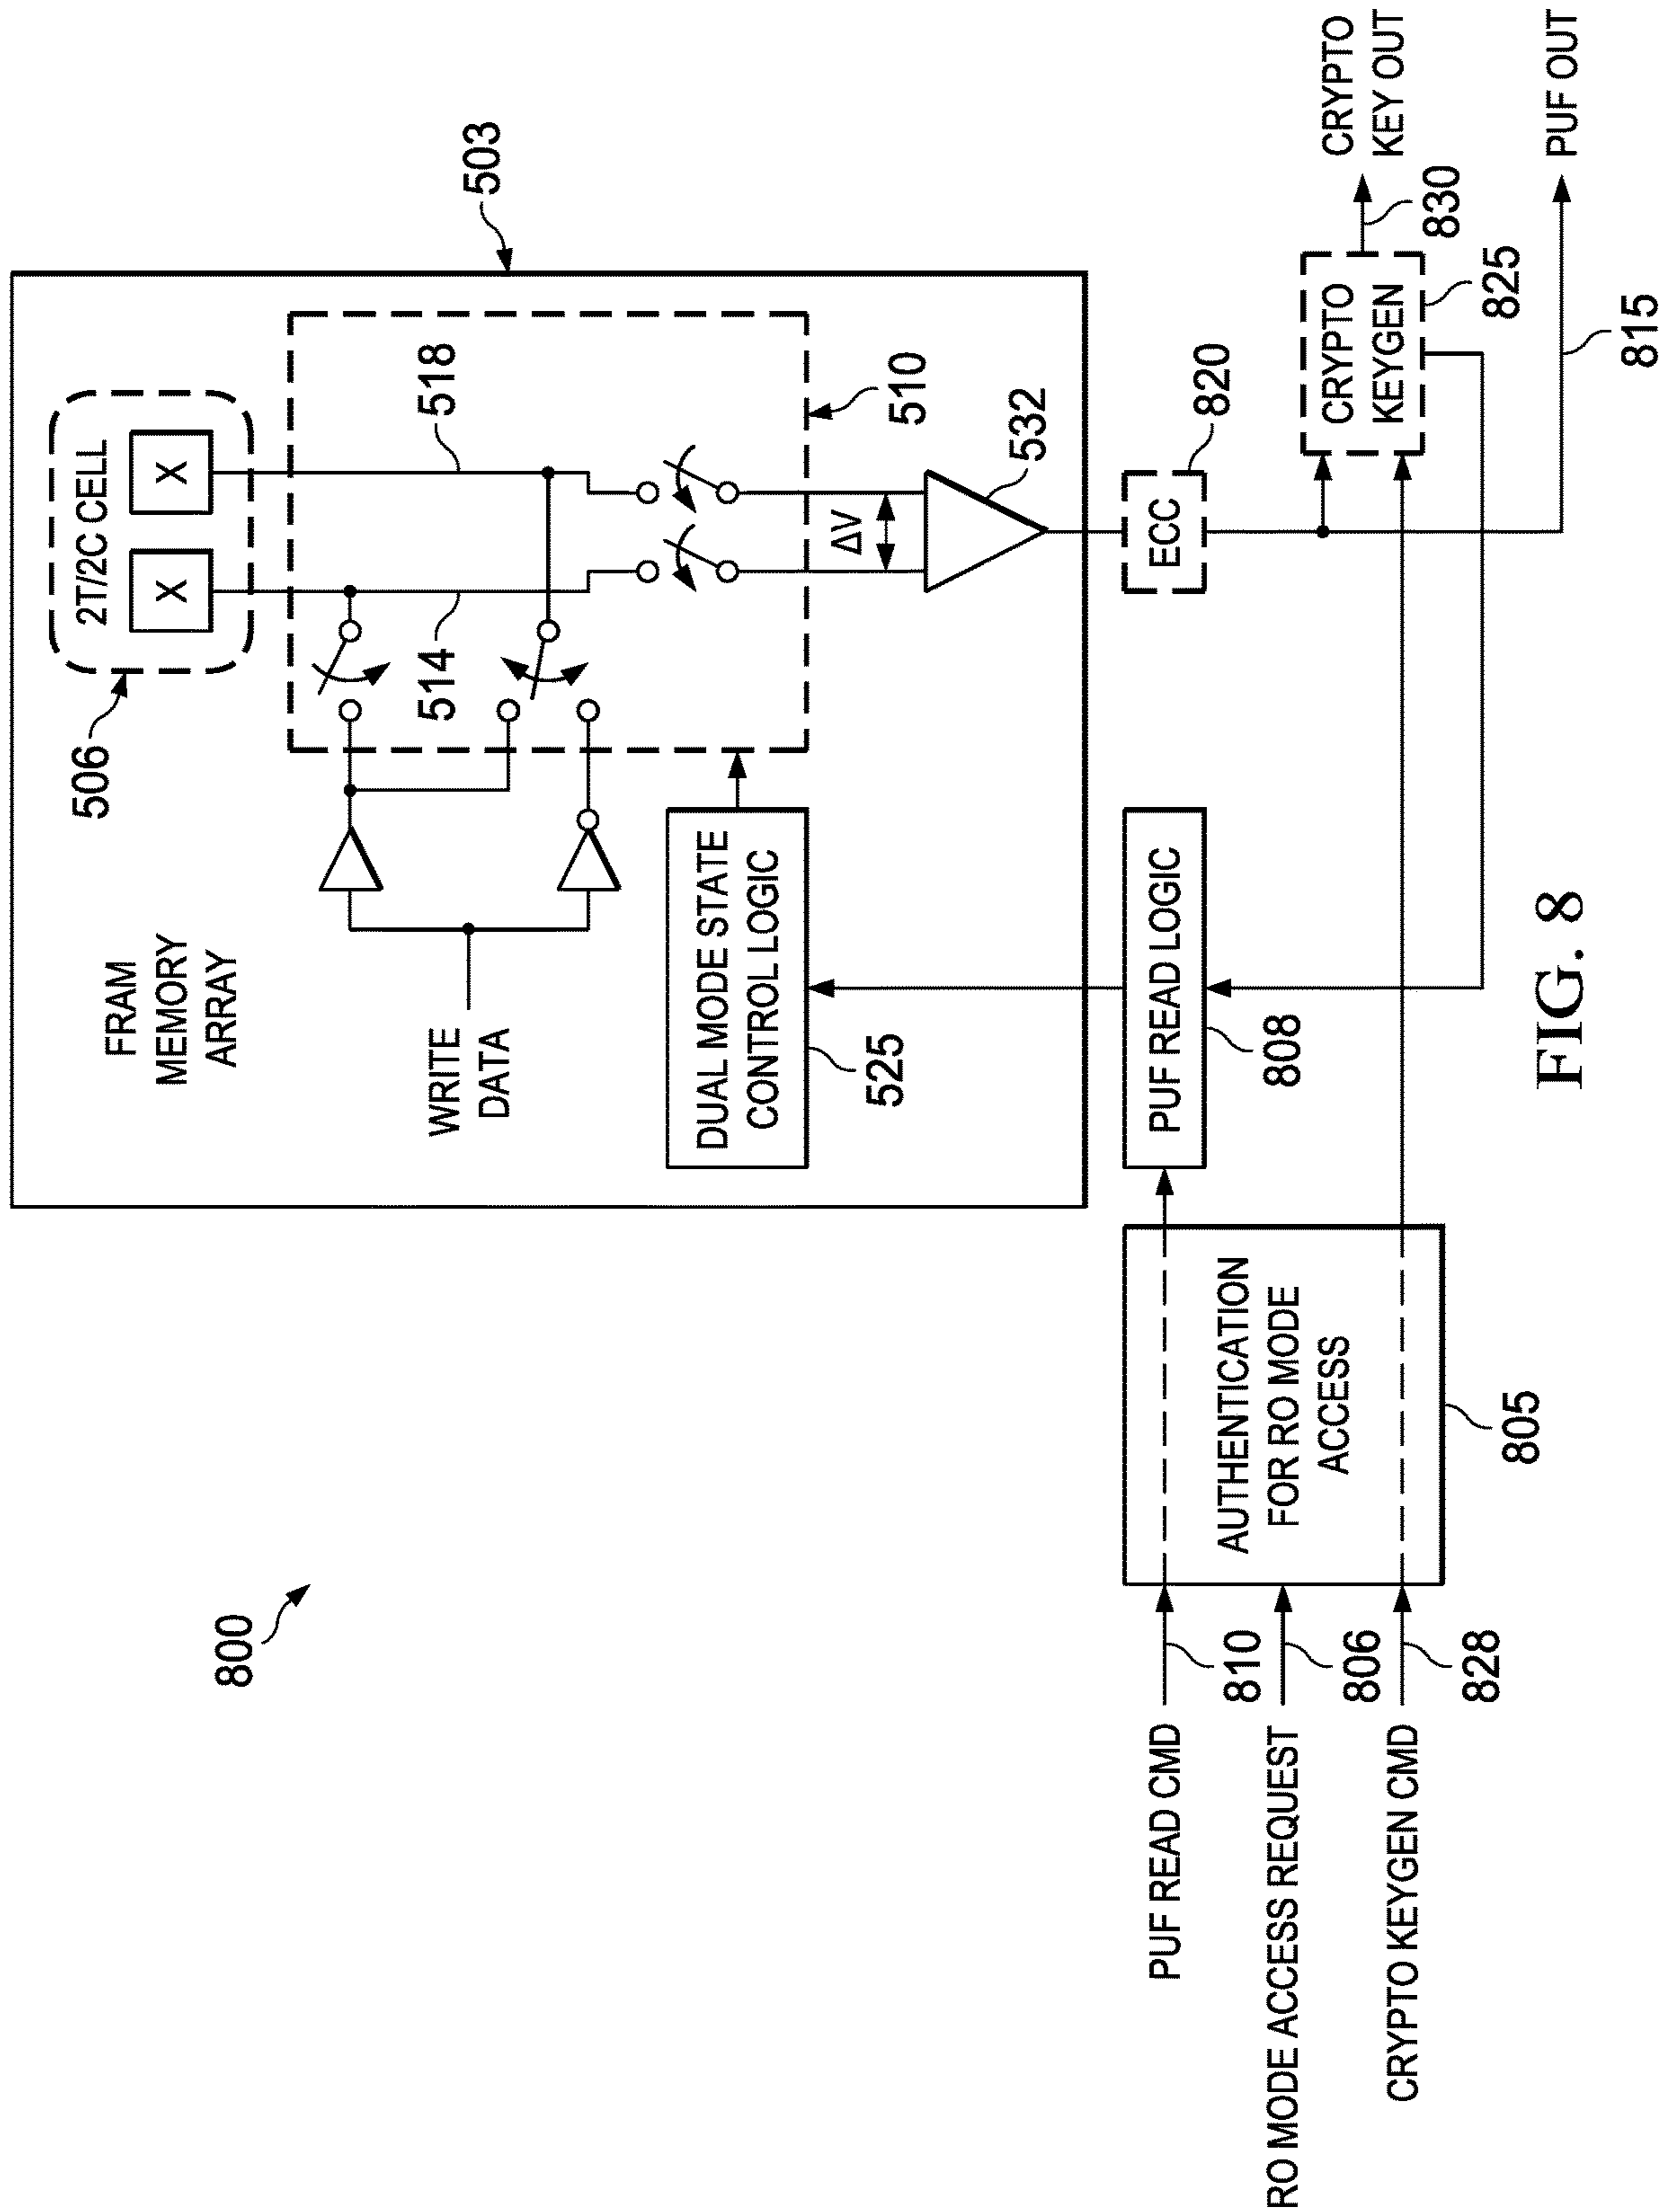 800
FRAM
MEMORY
ARRAY
506
2T/2C CELL
X
X
503
WRITE
DATA
514
518
510
DUAL MODE STATE
CONTROL LOGIC
525
ΔV
532
PUF READ CMD
810
RO MODE ACCESS REQUEST
806
CRYPTO KEYGEN CMD
828
AUTHENTICATION
FOR RO MODE
ACCESS
805
PUF READ LOGIC
808
ECC
820
CRYPTO
KEYGEN
825
830
CRYPTO
KEY OUT
815
PUF OUT
FIG. 8